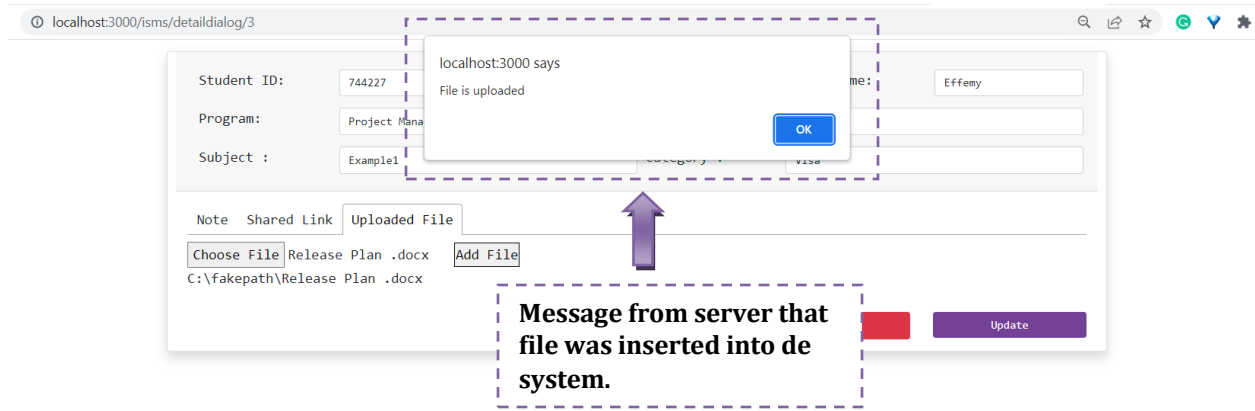 localhost:3000/isms/detaildialog/3
localhost:3000 says
File is uploaded
OK
Student ID: 744227 me: Effemy
Program: Project Mana
Subject : Example1 Category : Visa
Note Shared Link Uploaded File
Choose File Release Plan .docx Add File
C:\fakepath\Release Plan .docx
Update
Message from server that
file was inserted into de
system.